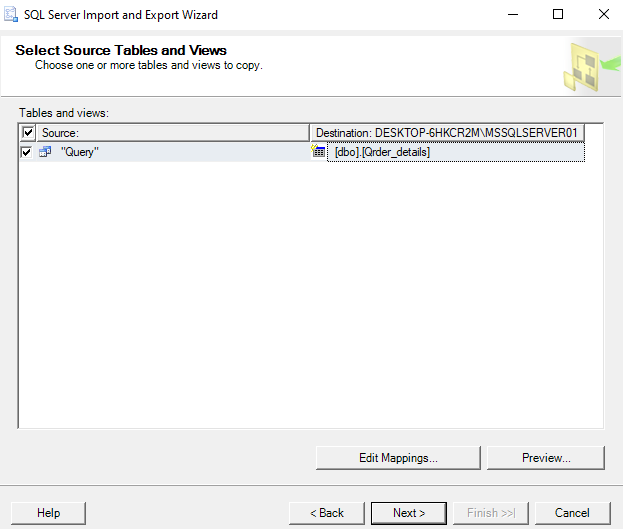 SQL Server Import and Export Wizard
Select Source Tables and Views
Choose one or more tables and views to copy.
Tables and views:
Source: Destination: DESKTOP-6HKCR2M\MSSQLSERVER01
"Query" [dbo].[Qrder_details]
Edit Mappings... Preview...
Help < Back Next > Finish >>| Cancel